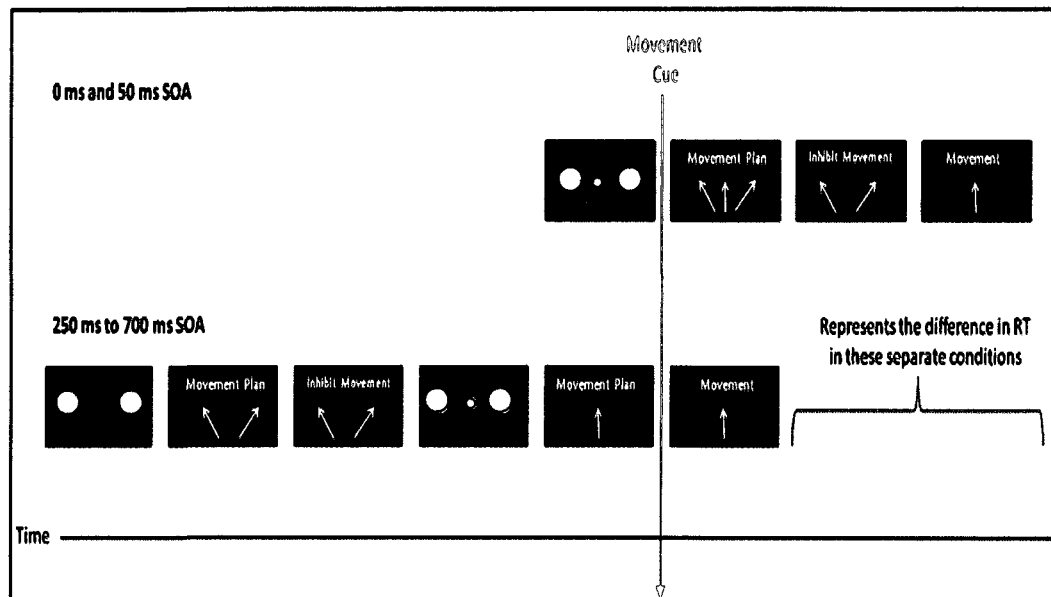 Movement
Cue
0 ms and 50 ms SOA
Movement Plan
Inhibit Movement
Movement
250 ms to 700 ms SOA
Represents the difference in RT
in these separate conditions
Movement Plan
Inhibit Movement
Movement Plan
Movement
Time